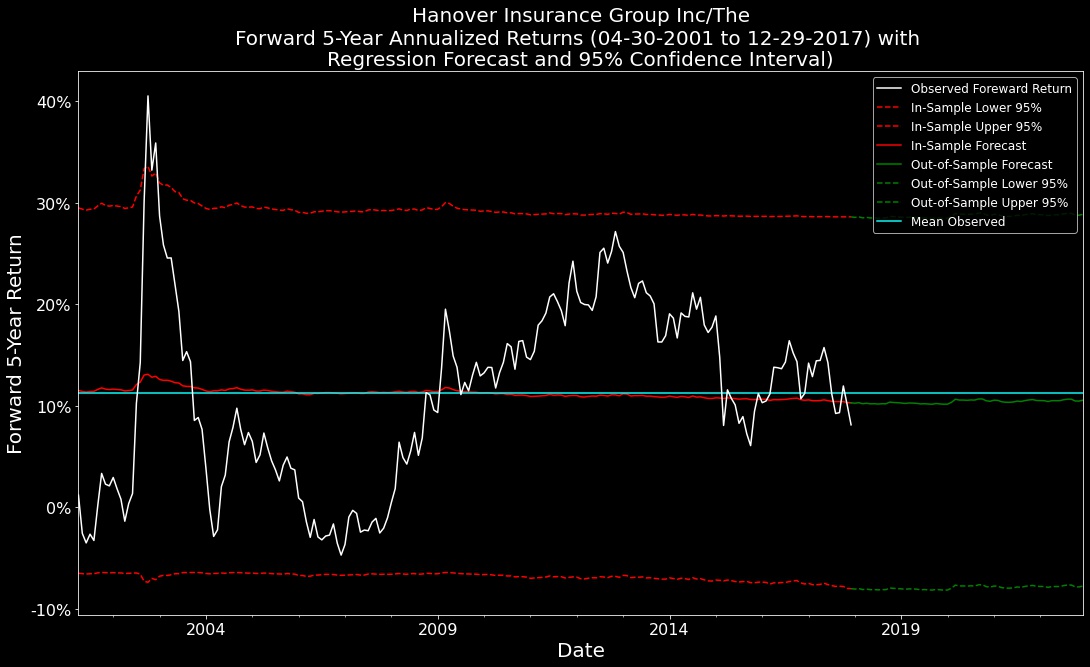 Hanover Insurance Group Inc/The
Forward 5-Year Annualized Returns (04-30-2001 to 12-29-2017) with
Regression Forecast and 95% Confidence Interval)
Observed Foreward Return
In-Sample Lower 95%
In-Sample Upper 95%
In-Sample Forecast
Out-of-Sample Forecast
Out-of-Sample Lower 95%
Out-of-Sample Upper 95%
Mean Observed
Forward 5-Year Return
40%
30%
20%
10%
0%
-10%
2004
2009
2014
2019
Date